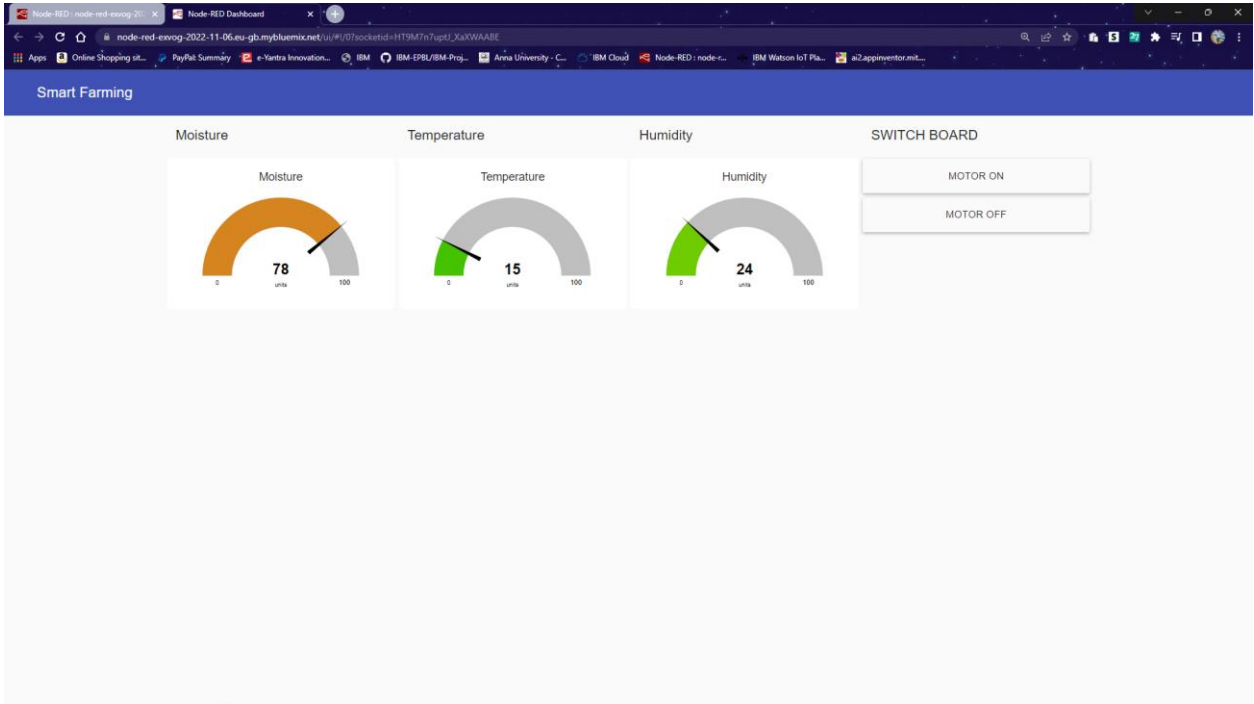 Node-RED : node-red-exvog-20
Node-RED Dashboard
node-red-exvog-2022-11-06.eu-gb.mybluemix.net/ui/#!/0?socketid=HT9M7n7uptJ_XaXWAABE
Apps
Online Shopping sit...
PayPal: Summary
e-Yantra Innovation...
IBM
IBM-EPBL/IBM-Proj...
Anna University - C...
IBM Cloud
Node-RED : node-r...
IBM Watson IoT Pla...
ai2.appinventor.mit....
Smart Farming
Moisture
Temperature
Humidity
SWITCH BOARD
Moisture
Temperature
Humidity
MOTOR ON
MOTOR OFF
78
units
0
100
15
units
0
100
24
units
0
100